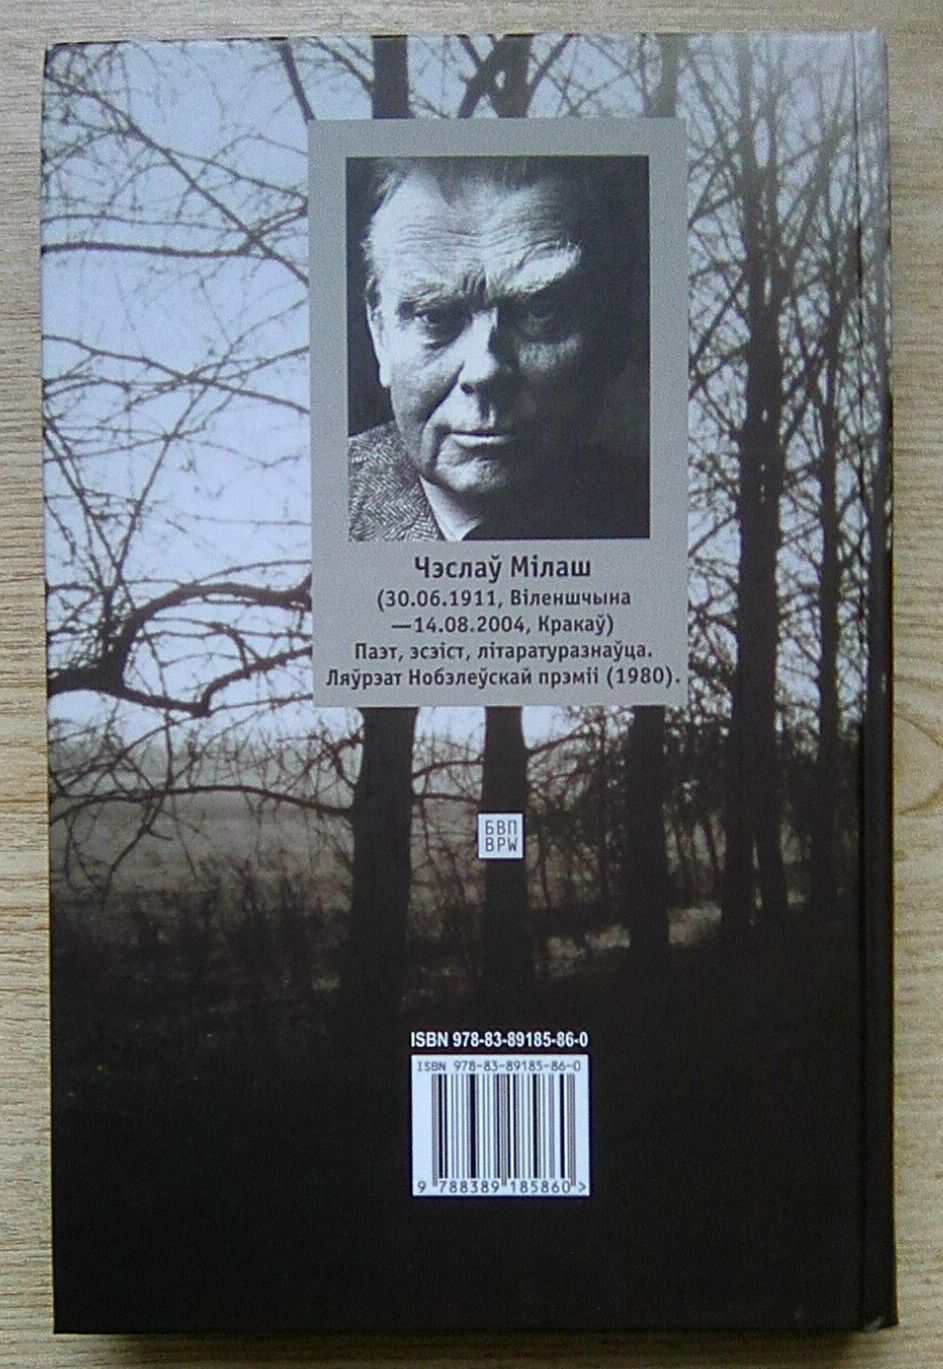 Чэслаў Мілаш
(30.06.1911, Віленшчына
—14.08.2004, Кракаў)
Паэт, эсэіст, літаратуразнаўца.
Ляўрэат Нобэлеўскай прэміі (1980).
БВП
BPW
ISBN 978-83-89185-86-0
ISBN 978-83-89185-86-0
9 788389 185860 >